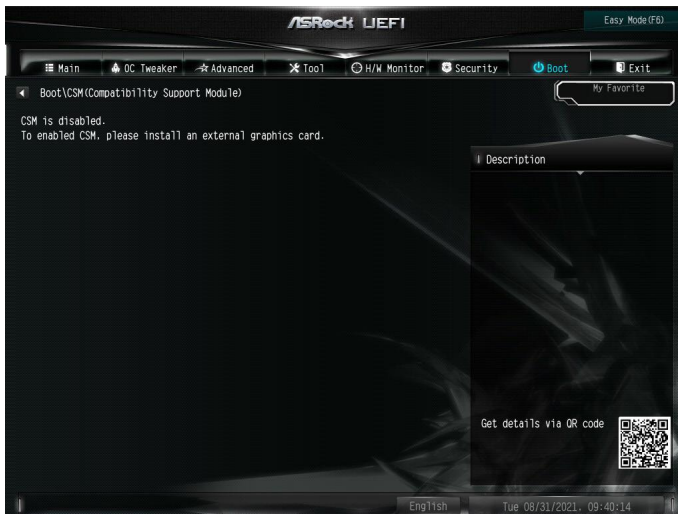 ASRock UEFI
Easy Mode(F6)
Main
OC Tweaker
Advanced
Tool
H/W Monitor
Security
Boot
Exit
Boot\CSM(Compatibility Support Module)
My Favorite
CSM is disabled.
To enabled CSM. please install an external graphics card.
Description
Get details via QR code
English
Tue 08/31/2021. 09:40:14